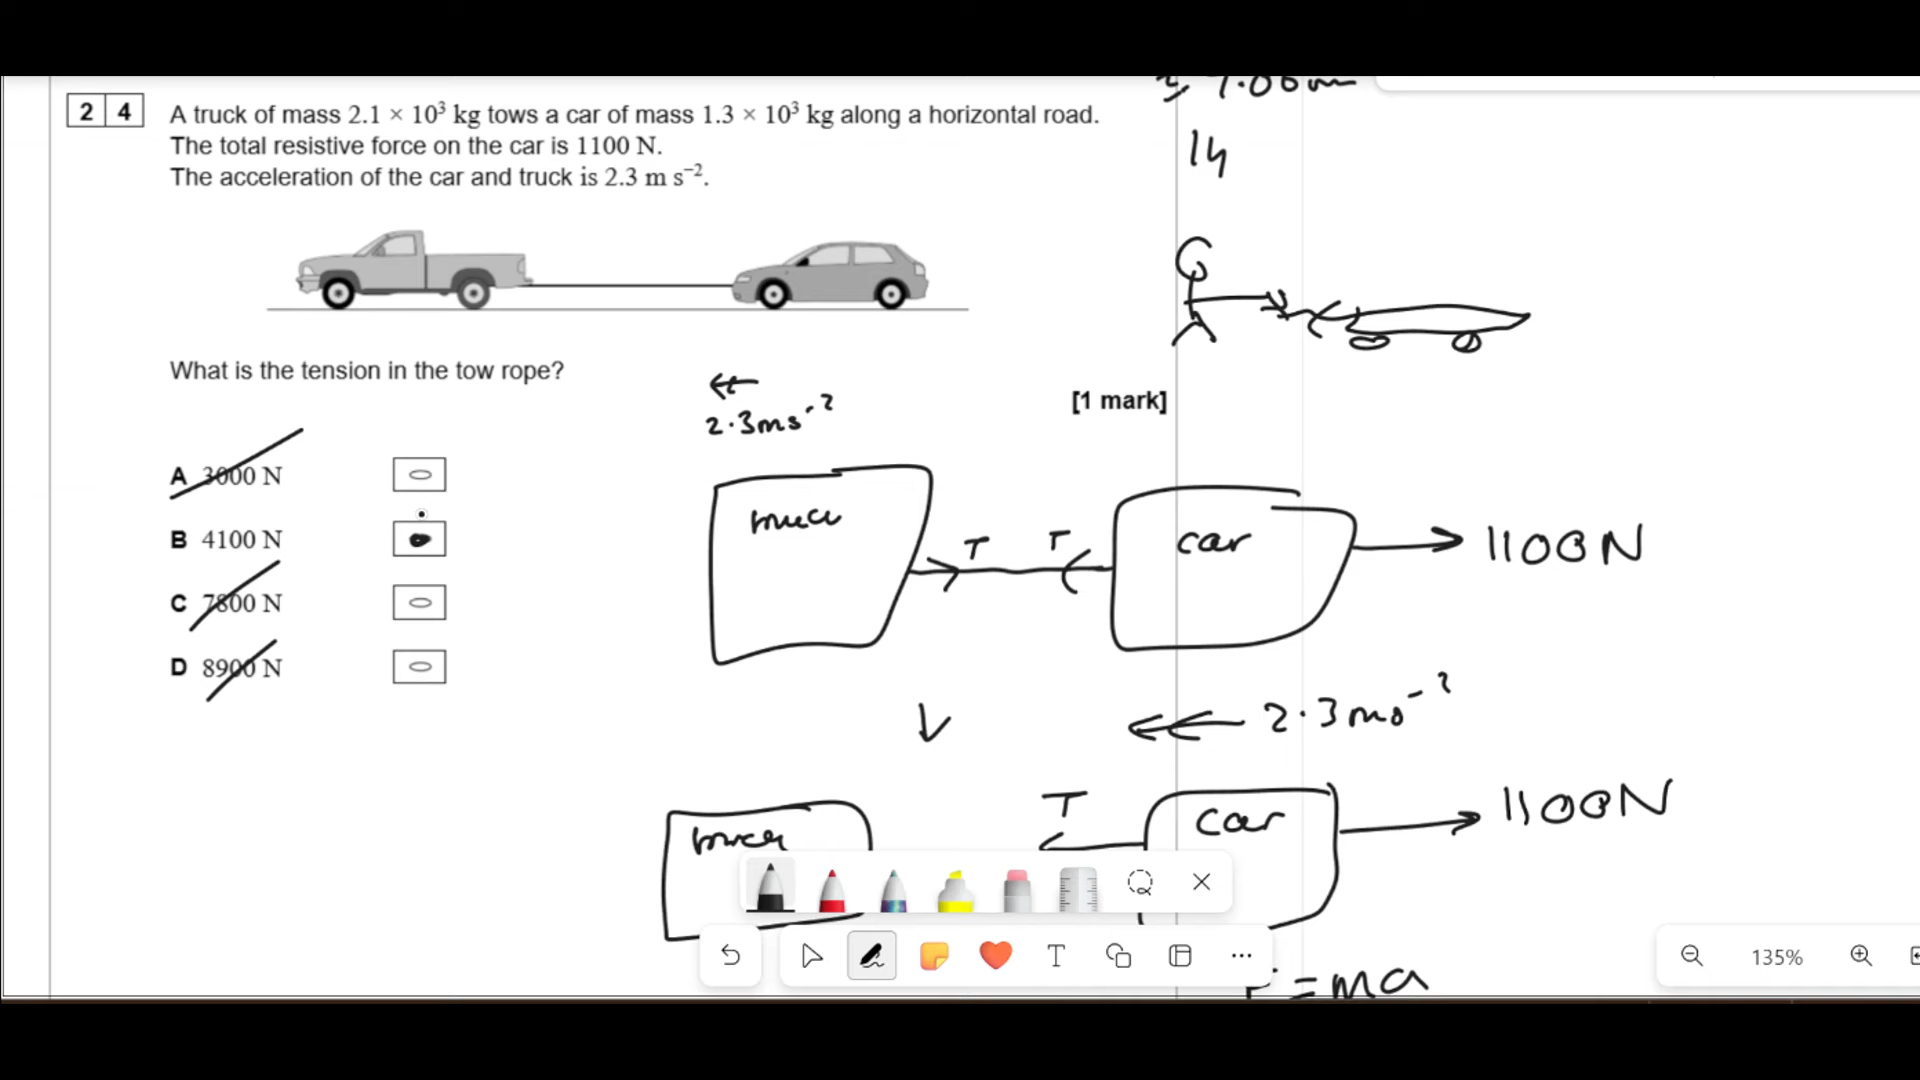 2 4 A truck of mass 2.1 × 10³ kg tows a car of mass 1.3 × 10³ kg along a horizontal road.
The total resistive force on the car is 1100 N.
The acceleration of the car and truck is 2.3 m s⁻².
14
What is the tension in the tow rope?
[1 mark]
2.3ms⁻²
A 3000 N
B 4100 N
C 7800 N
D 8900 N
truck
T
T
car
1100N
2.3ms⁻²
truck
T
car
1100N
F = ma
T
135%